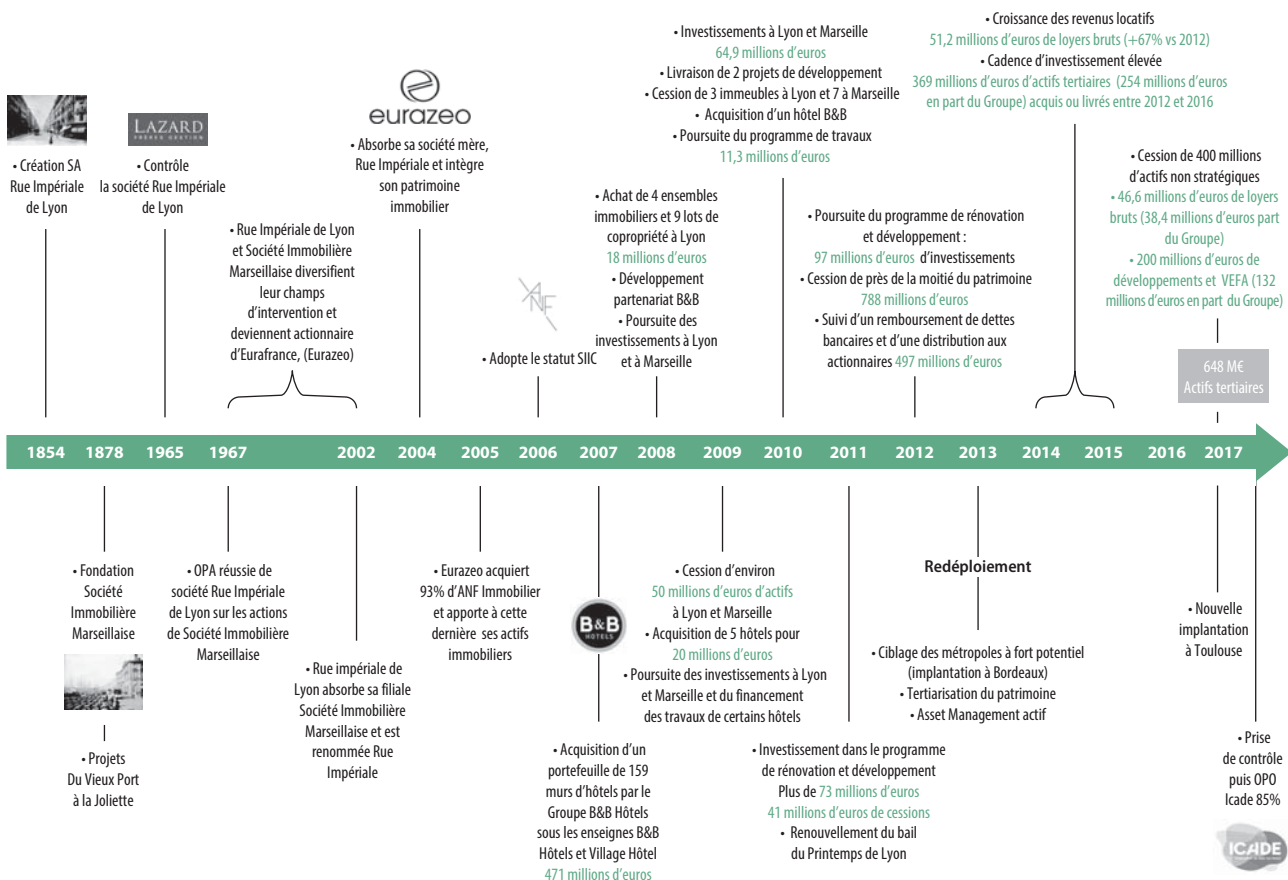 • Création SA
Rue Impériale
de Lyon
LAZARD
FRÈRES GESTION
• Contrôle
la société Rue Impériale
de Lyon
• Rue Impériale de Lyon
et Société Immobilière
Marseillaise diversifient
leur champs
d'intervention et
deviennent actionnaire
d'Eurafrance, (Eurazeo)
eurazeo
• Absorbe sa société mère,
Rue Impériale et intègre
son patrimoine
immobilier
ANF
• Adopte le statut SIIC
• Achat de 4 ensembles
immobiliers et 9 lots de
copropriété à Lyon
18 millions d'euros
• Développement
partenariat B&B
• Poursuite des
investissements à Lyon
et à Marseille
• Investissements à Lyon et Marseille
64,9 millions d'euros
• Livraison de 2 projets de développement
• Cession de 3 immeubles à Lyon et 7 à Marseille
• Acquisition d'un hôtel B&B
• Poursuite du programme de travaux
11,3 millions d'euros
• Poursuite du programme de rénovation
et développement :
97 millions d'euros d'investissements
• Cession de près de la moitié du patrimoine
788 millions d'euros
• Suivi d'un remboursement de dettes
bancaires et d'une distribution aux
actionnaires 497 millions d'euros
• Croissance des revenus locatifs
51,2 millions d'euros de loyers bruts (+67% vs 2012)
• Cadence d'investissement élevée
369 millions d'euros d'actifs tertiaires (254 millions d'euros
en part du Groupe) acquis ou livrés entre 2012 et 2016
• Cession de 400 millions
d'actifs non stratégiques
• 46,6 millions d'euros de loyers
bruts (38,4 millions d'euros part
du Groupe)
• 200 millions d'euros de
développements et VEFA (132
millions d'euros en part du Groupe)
648 M€
Actifs tertiaires
1854 1878 1965 1967 2002 2004 2005 2006 2007 2008 2009 2010 2011 2012 2013 2014 2015 2016 2017
• Fondation
Société
Immobilière
Marseillaise
• Projets
Du Vieux Port
à la Joliette
• OPA réussie de
société Rue Impériale
de Lyon sur les actions
de Société Immobilière
Marseillaise
• Rue impériale de
Lyon absorbe sa filiale
Société Immobilière
Marseillaise et est
renommée Rue
Impériale
• Eurazeo acquiert
93% d'ANF Immobilier
et apporte à cette
dernière ses actifs
immobiliers
B&B
HOTELS
• Acquisition d'un
portefeuille de 159
murs d'hôtels par le
Groupe B&B Hôtels
sous les enseignes B&B
Hôtels et Village Hôtel
471 millions d'euros
• Cession d'environ
50 millions d'euros d'actifs
à Lyon et Marseille
• Acquisition de 5 hôtels pour
20 millions d'euros
• Poursuite des investissements à Lyon
et Marseille et du financement
des travaux de certains hôtels
• Investissement dans le programme
de rénovation et développement
Plus de 73 millions d'euros
41 millions d'euros de cessions
• Renouvellement du bail
du Printemps de Lyon
Redéploiement
• Ciblage des métropoles à fort potentiel
(implantation à Bordeaux)
• Tertiarisation du patrimoine
• Asset Management actif
• Nouvelle
implantation
à Toulouse
• Prise
de contrôle
puis OPO
Icade 85%
ICADE